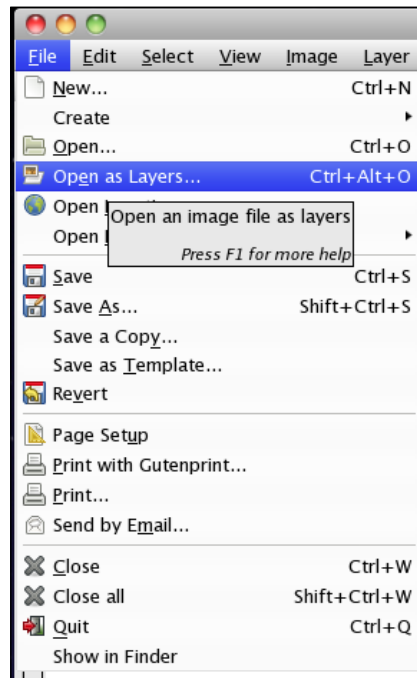 File Edit Select View Image Layer
New... Ctrl+N
Create
Open... Ctrl+O
Open as Layers... Ctrl+Alt+O
Open
Open an image file as layers
Open
Press F1 for more help
Save Ctrl+S
Save As... Shift+Ctrl+S
Save a Copy...
Save as Template...
Revert
Page Setup
Print with Gutenprint...
Print...
Send by Email...
Close Ctrl+W
Close all Shift+Ctrl+W
Quit Ctrl+Q
Show in Finder